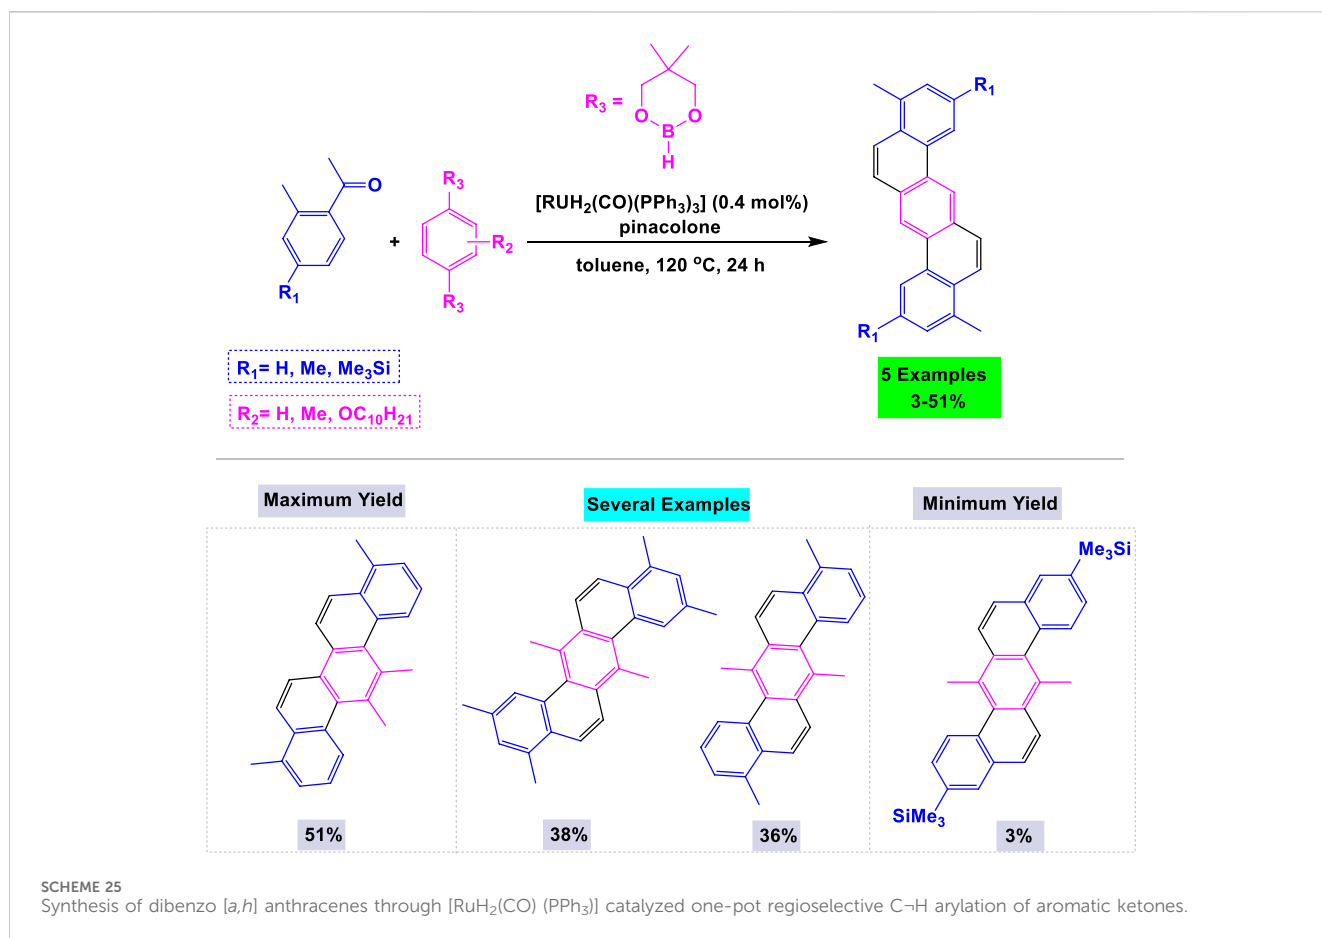 R3 =
O
O
B
H
O
R1
+
R3
R2
R3
[RUH2(CO)(PPh3)3] (0.4 mol%)
pinacolone
toluene, 120 oC, 24 h
R1
R1
R1= H, Me, Me3Si
R2= H, Me, OC10H21
5 Examples
3-51%
Maximum Yield
Several Examples
Minimum Yield
Me3Si
SiMe3
51%
38%
36%
3%
SCHEME 25
Synthesis of dibenzo [a,h] anthracenes through [RuH2(CO) (PPh3)] catalyzed one-pot regioselective C¬H arylation of aromatic ketones.